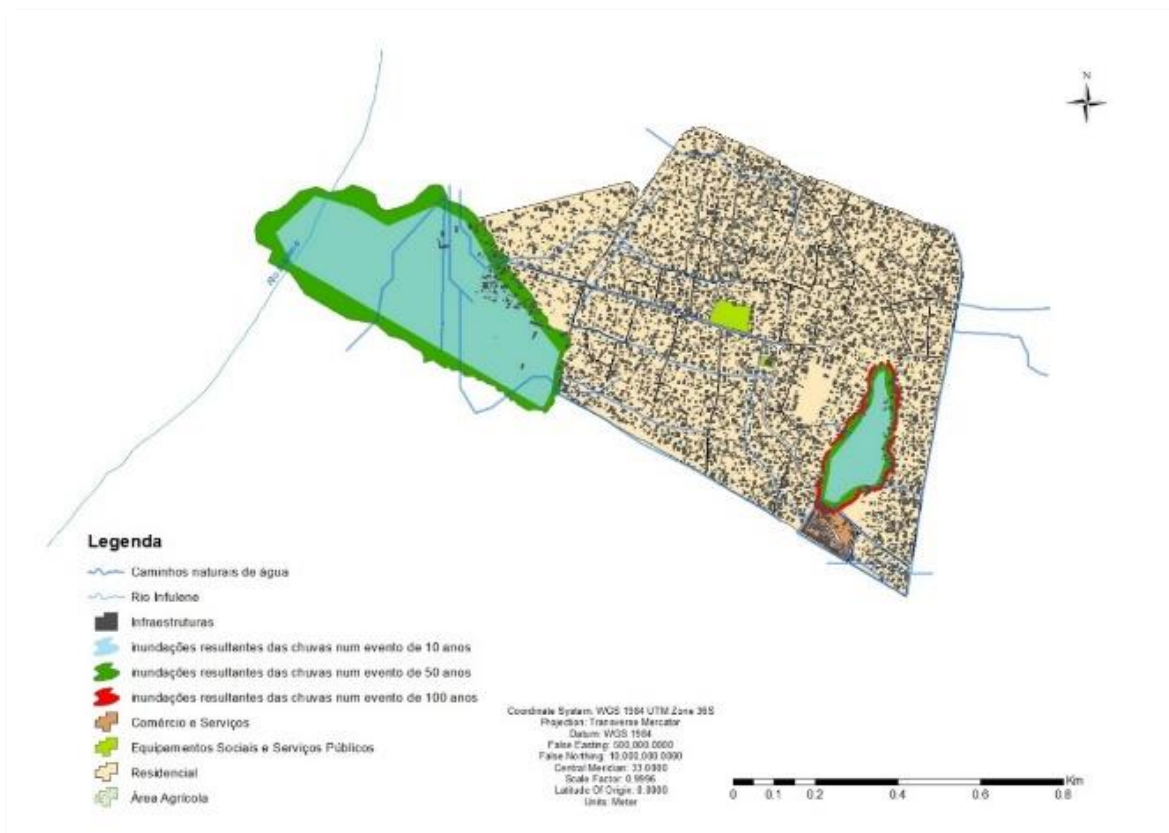 N
Rio
Legenda
Caminhos naturais de água
Rio Infulene
Infraestruturas
inundações resultantes das chuvas num evento de 10 anos
inundações resultantes das chuvas num evento de 50 anos
inundações resultantes das chuvas num evento de 100 anos
Comércio e Serviços
Equipamentos Sociais e Serviços Públicos
Residencial
Área Agrícola
Coordinate System: WGS 1984 UTM Zone 36S
Projection: Transverse Mercator
Datum: WGS 1984
False Easting: 500,000.0000
False Northing: 10,000,000.0000
Central Meridian: 33.0000
Scale Factor: 0.9996
Latitude Of Origin: 0.0000
Units: Meter
Km
0 0.1 0.2 0.4 0.6 0.8